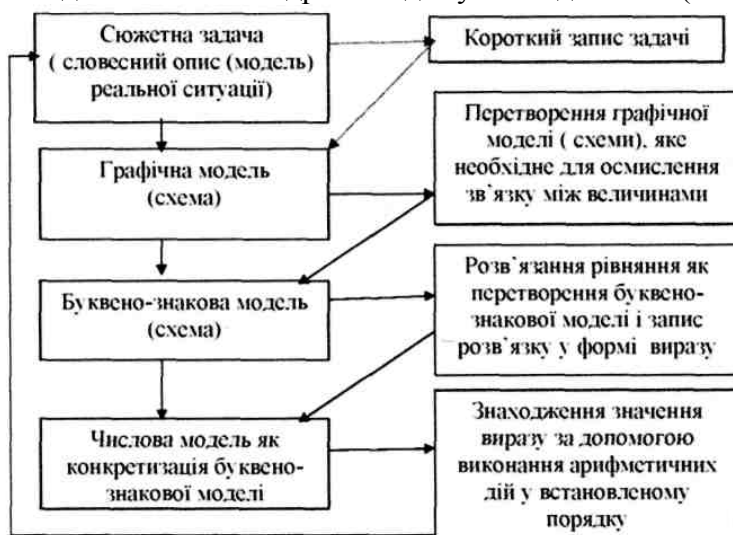 Сюжетна задача
( словесний опис (модель)
реальної ситуації)
Короткий запис задачі
Графічна модель
(схема)
Перетворення графічної
моделі ( схеми), яке
необхідне для осмислення
зв`язку між величинами
Буквено-знакова модель
(схема)
Розв`язання рівняння як
перетворення буквено-
знакової моделі і запис
розв`язку у формі виразу
Числова модель як
конкретизація буквено-
знакової моделі
Знаходження значення
виразу за допомогою
виконання арифметичних
дій у встановленому
порядку